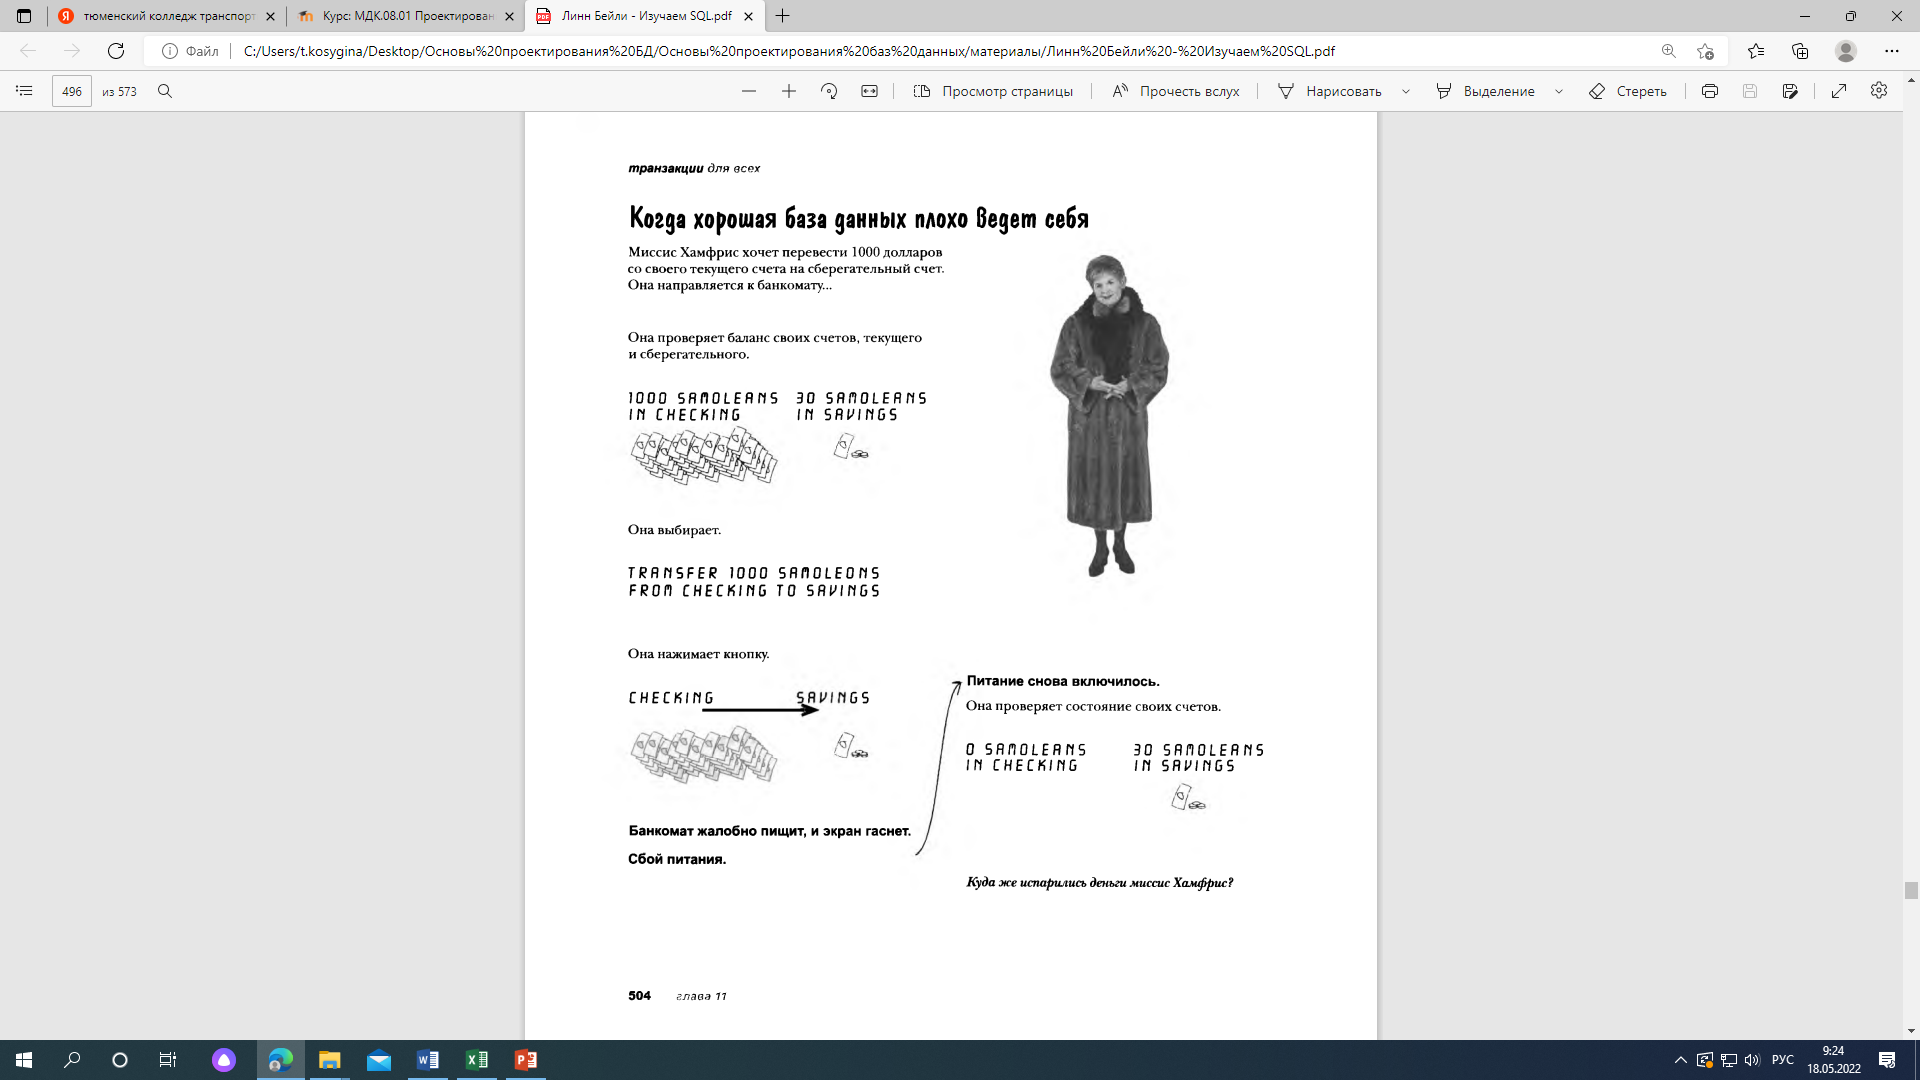 тюменский колледж транспорт
Курс: МДК.08.01 Проектирован
Линн Бейли - Изучаем SQL.pdf
Файл
C:/Users/t.kosygina/Desktop/Основы%20проектирования%20БД/Основы%20проектирования%20баз%20данных/материалы/Линн%20Бейли%20-%20Изучаем%20SQL.pdf
496 из 573
Просмотр страницы
Прочесть вслух
Нарисовать
Выделение
Стереть
транзакции для всех
Когда хорошая база данных плохо ведет себя
Миссис Хамфрис хочет перевести 1000 долларов
со своего текущего счета на сберегательный счет.
Она направляется к банкомату...
Она проверяет баланс своих счетов, текущего
и сберегательного.
1000 SAMOLEANS
IN CHECKING
30 SAMOLEANS
IN SAVINGS
Она выбирает.
TRANSFER 1000 SAMOLEONS
FROM CHECKING TO SAVINGS
Она нажимает кнопку.
CHECKING SAVINGS
Банкомат жалобно пищит, и экран гаснет.
Сбой питания.
Питание снова включилось.
Она проверяет состояние своих счетов.
0 SAMOLEANS
IN CHECKING
30 SAMOLEANS
IN SAVINGS
Куда же испарились деньги миссис Хамфрис?
504 глава 11
РУС
9:24
18.05.2022